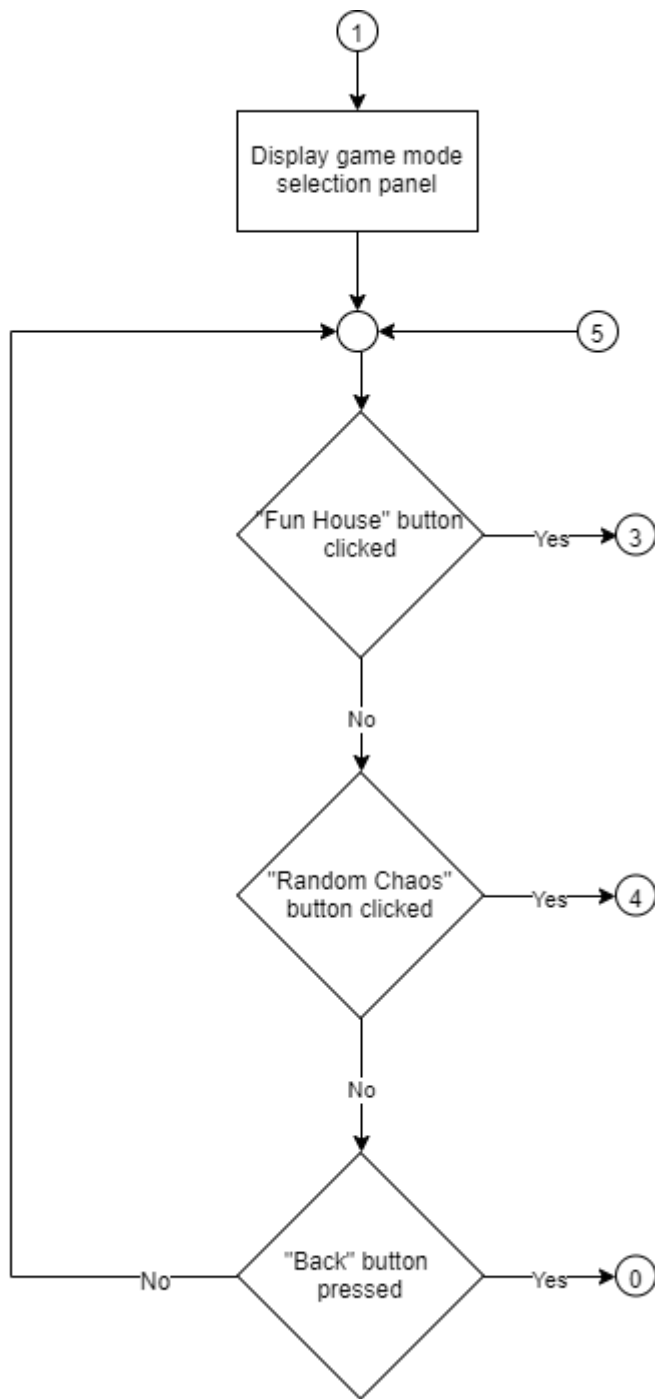 1
Display game mode
selection panel
5
"Fun House" button
clicked
Yes
3
No
"Random Chaos"
button clicked
Yes
4
No
"Back" button
pressed
No
Yes
0